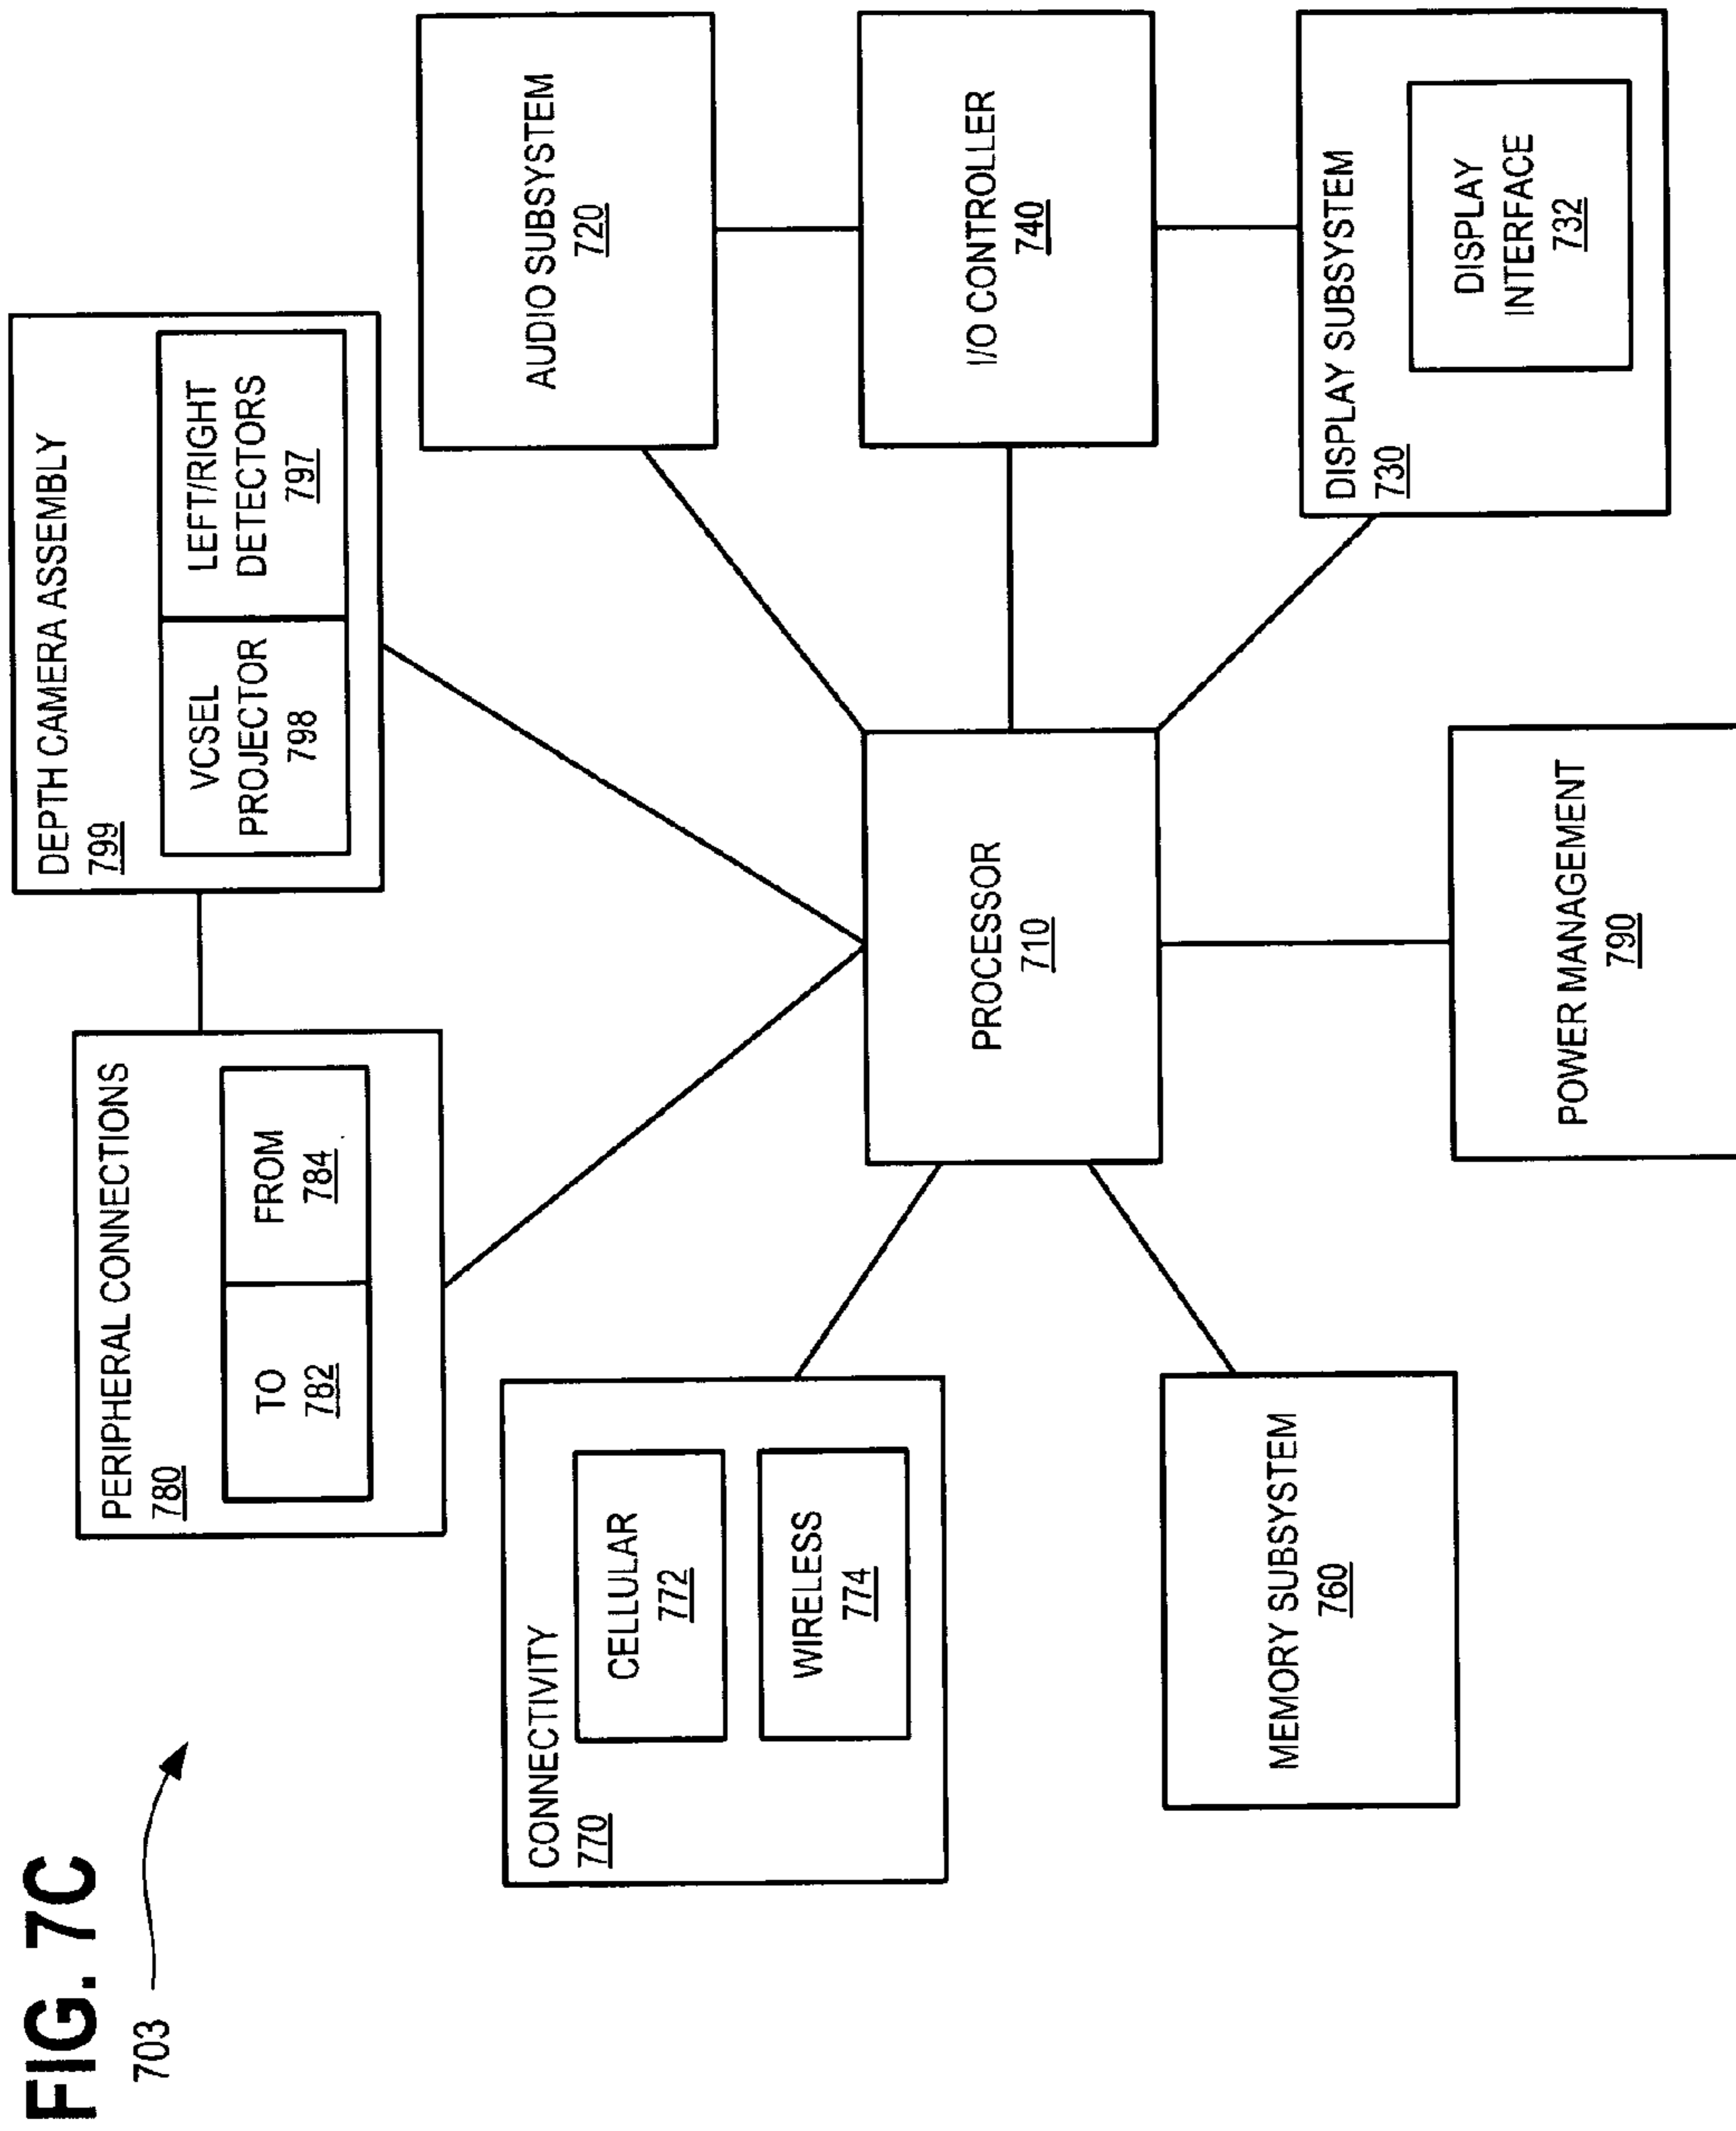 FIG. 7C
703
PERIPHERAL CONNECTIONS
780
TO
782
FROM
784
DEPTH CAMERA ASSEMBLY
799
VCSEL
PROJECTOR
798
LEFT/RIGHT
DETECTORS
797
CONNECTIVITY
770
CELLULAR
772
WIRELESS
774
AUDIO SUBSYSTEM
720
PROCESSOR
710
I/O CONTROLLER
740
MEMORY SUBSYSTEM
760
POWER MANAGEMENT
790
DISPLAY SUBSYSTEM
730
DISPLAY
INTERFACE
732